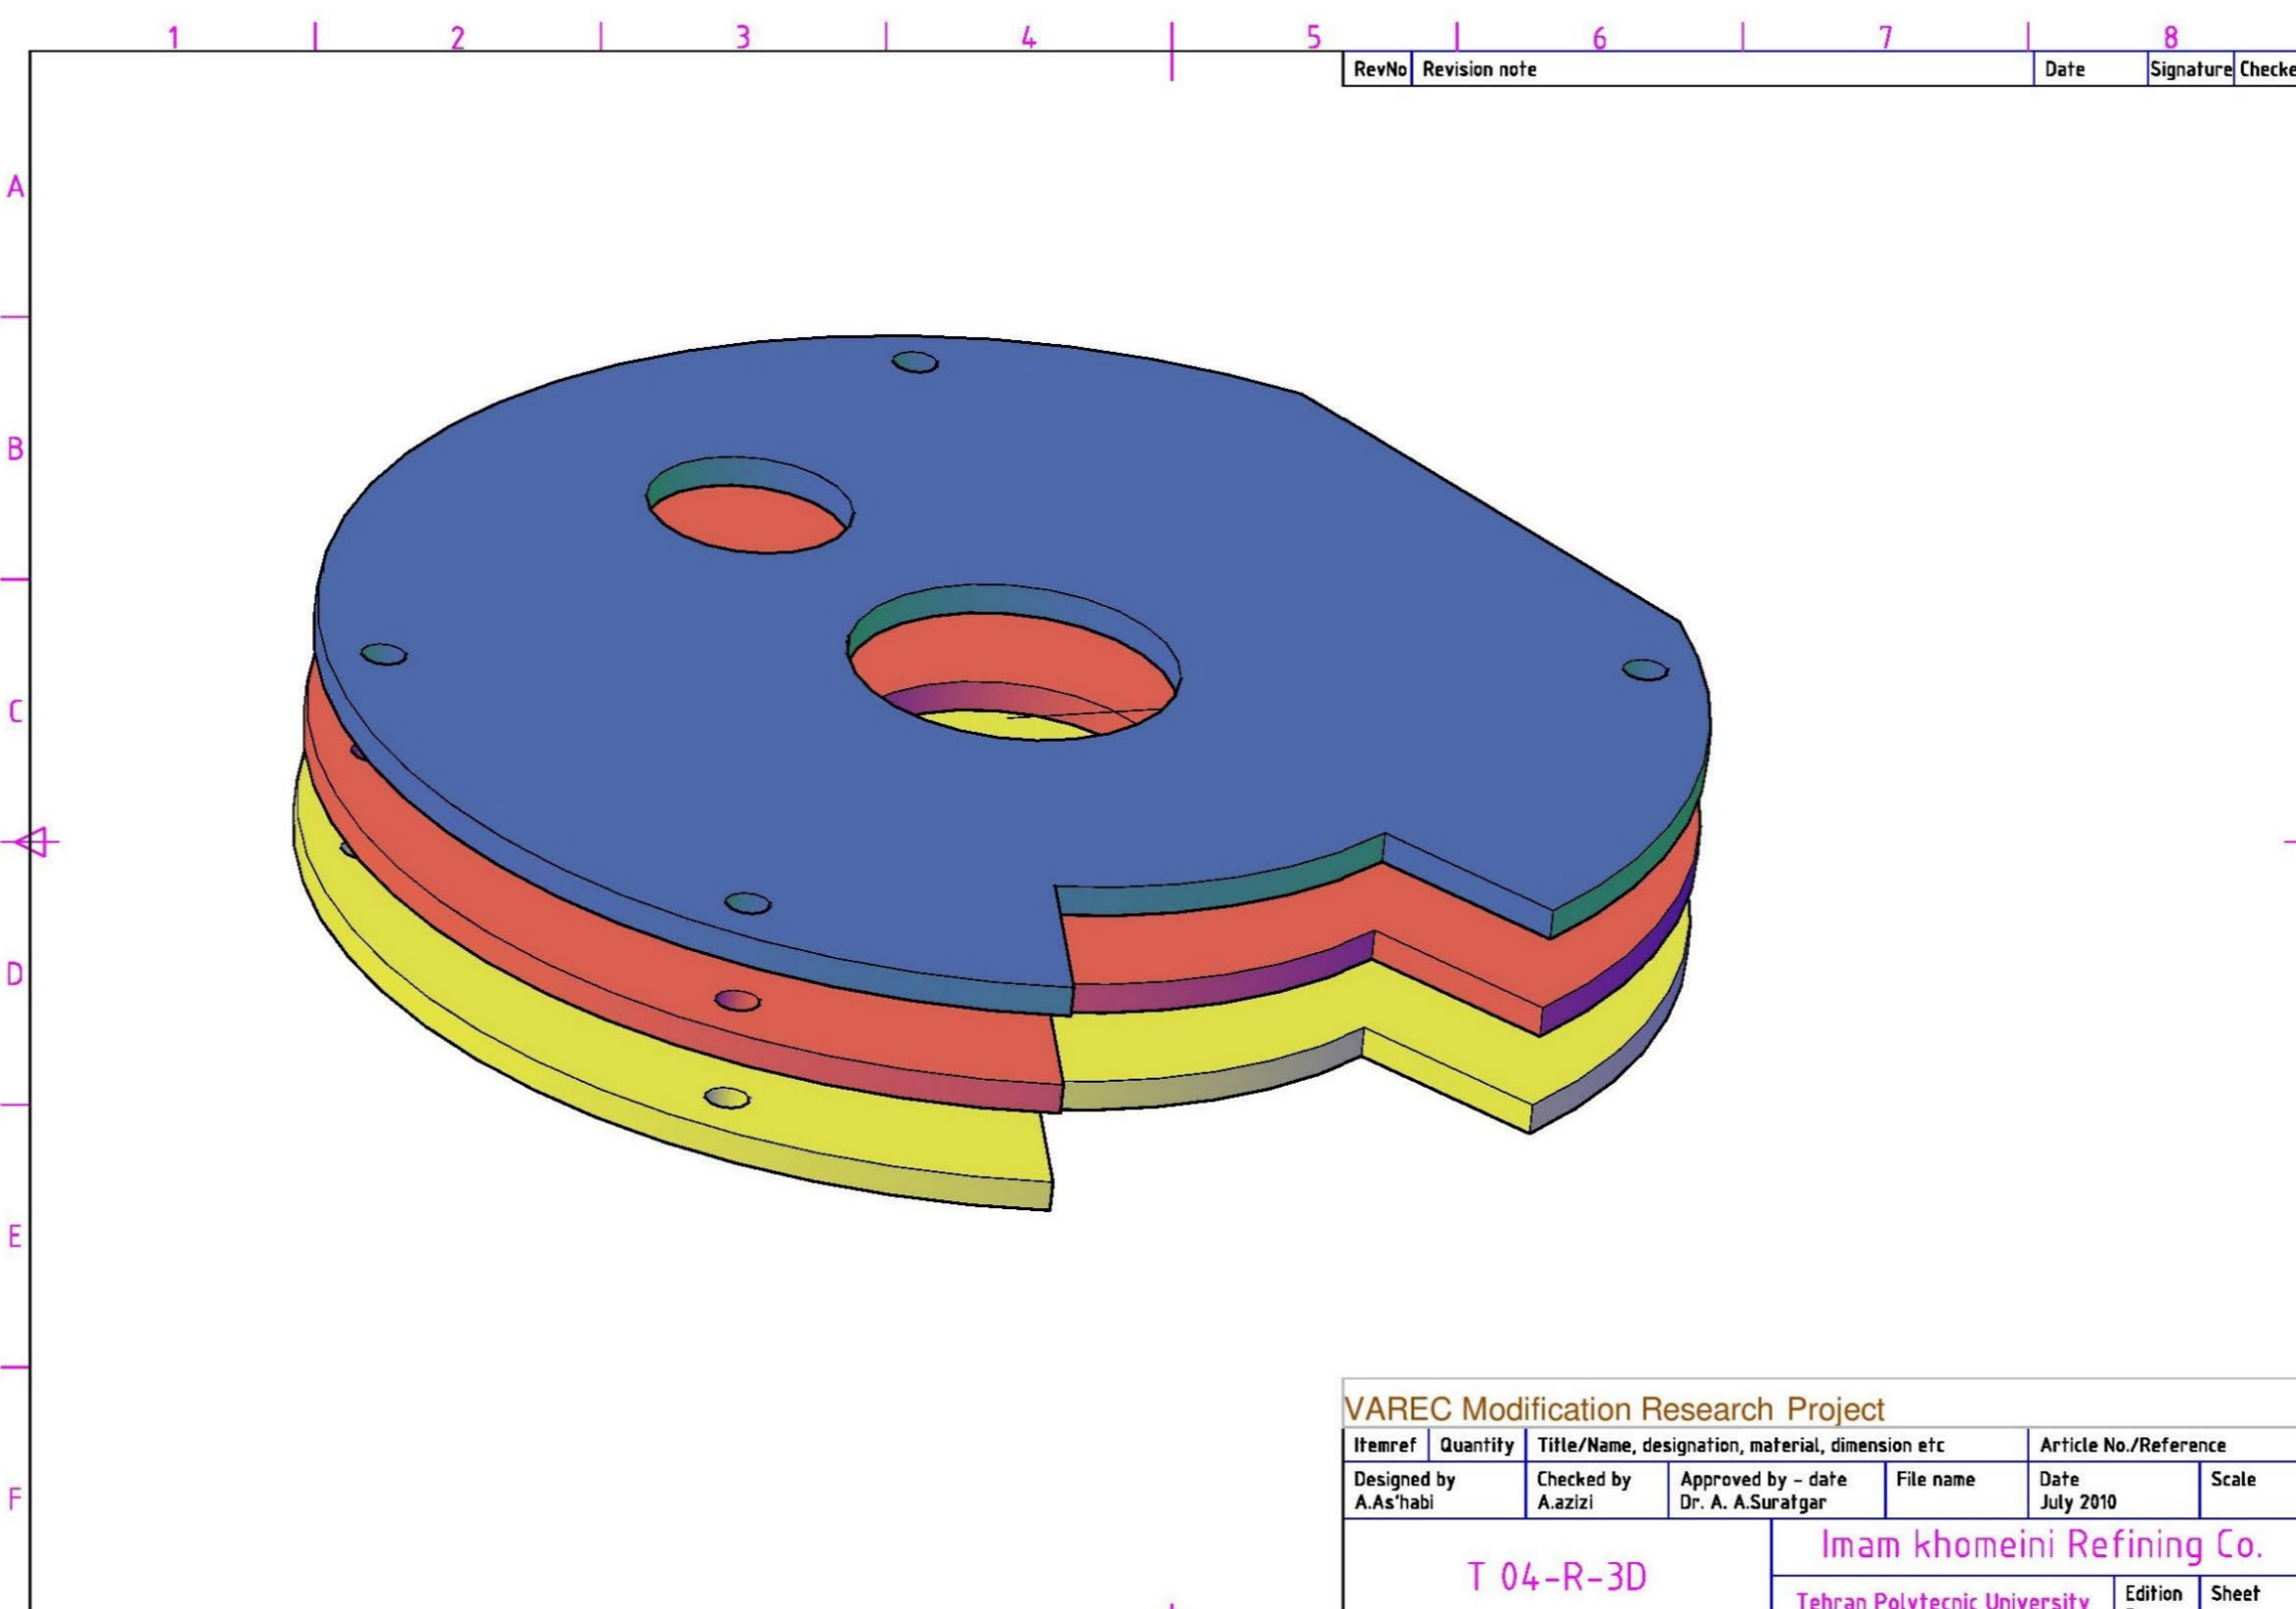 1 2 3 4 5 6 7 8
RevNo Revision note Date Signature Checke
A
B
C
D
E
F
VAREC Modification Research Project
Itemref Quantity Title/Name, designation, material, dimension etc Article No./Reference
Designed by Checked by Approved by - date File name Date Scale
A.As'habi A.azizi Dr. A. A.Suratgar July 2010
Imam khomeini Refining Co.
T 04-R-3D
Tehran Polytecnic University Edition Sheet